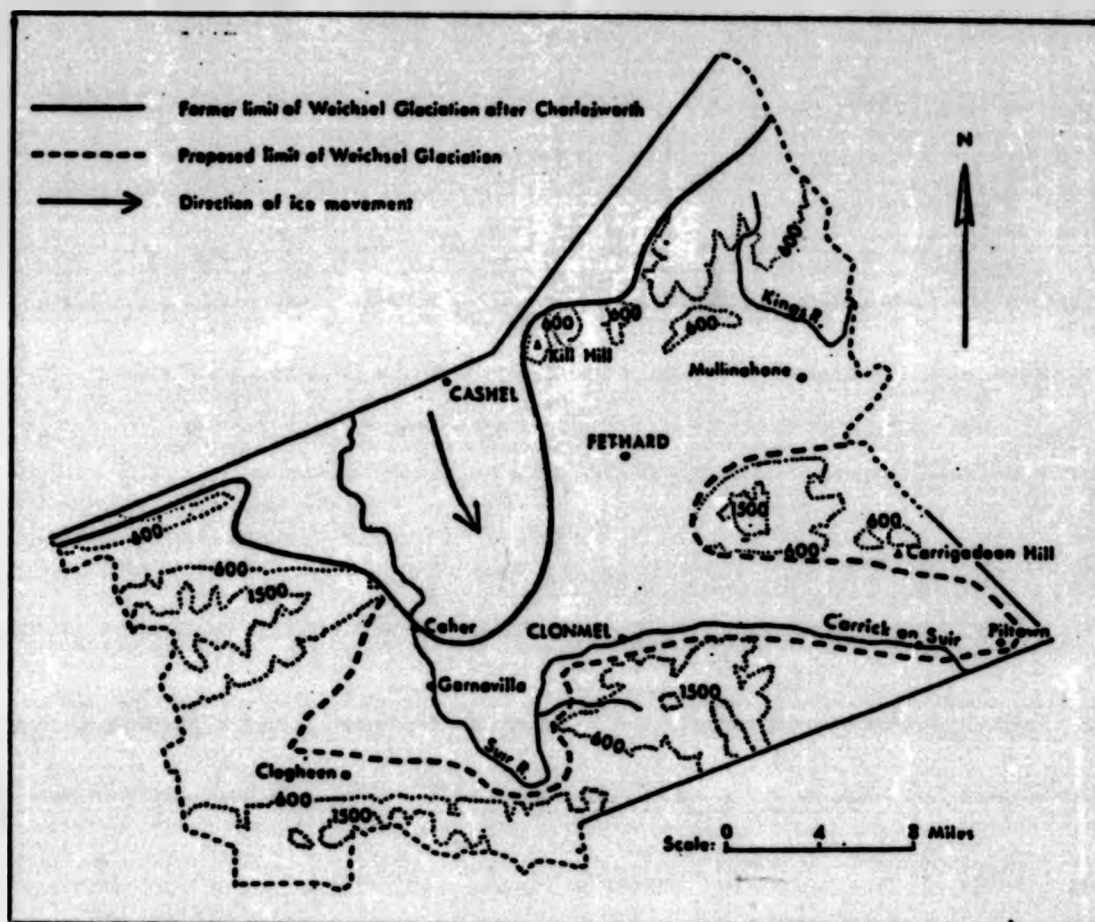 Former limit of Weichsel Glaciation after Charlesworth
Proposed limit of Weichsel Glaciation
Direction of ice movement
N
600
Kings R.
600
600
600
Kill Hill
Mullinahone
CASHEL
FETHARD
1500
600
600
600
Carrigadoon Hill
600
1500
Caher
CLONMEL
Carrick on Suir
Piltown
Garnavilla
1500
600
Suir R.
Clogheen
600
1500
Scale: 0 4 8 Miles